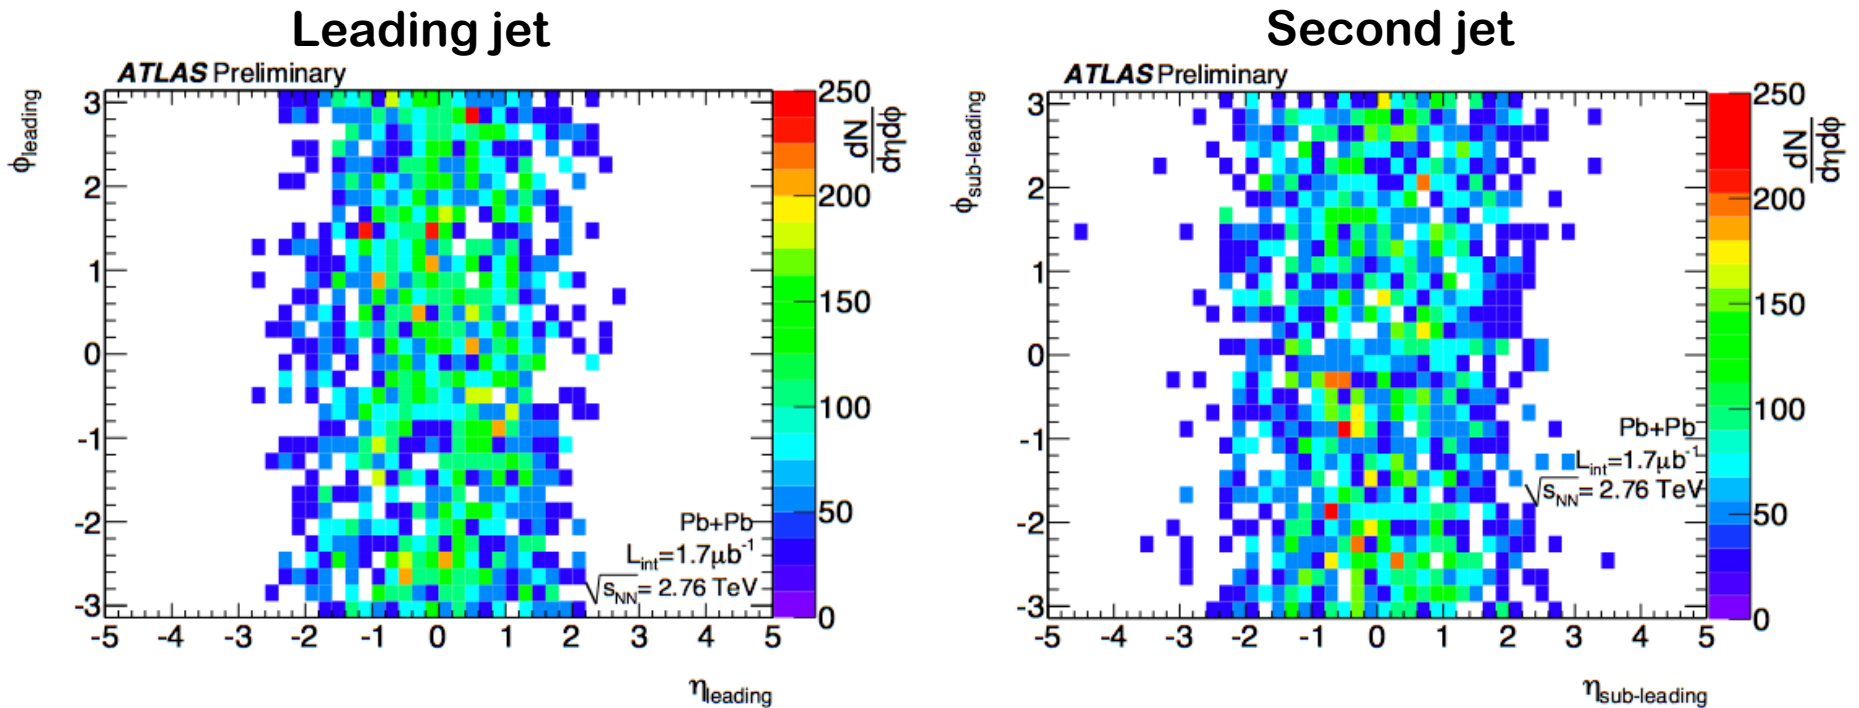 Leading jet
ATLAS Preliminary
ϕleading
3
2
1
0
-1
-2
-3
-5 -4 -3 -2 -1 0 1 2 3 4 5
ηleading
250
200
150
100
50
0
dN
dηdϕ
Pb+Pb
Lint=1.7μb-1
√sNN= 2.76 TeV
Second jet
ATLAS Preliminary
ϕsub-leading
3
2
1
0
-1
-2
-3
-5 -4 -3 -2 -1 0 1 2 3 4 5
ηsub-leading
250
200
150
100
50
0
dN
dηdϕ
Pb+Pb
Lint=1.7μb-1
√sNN= 2.76 TeV